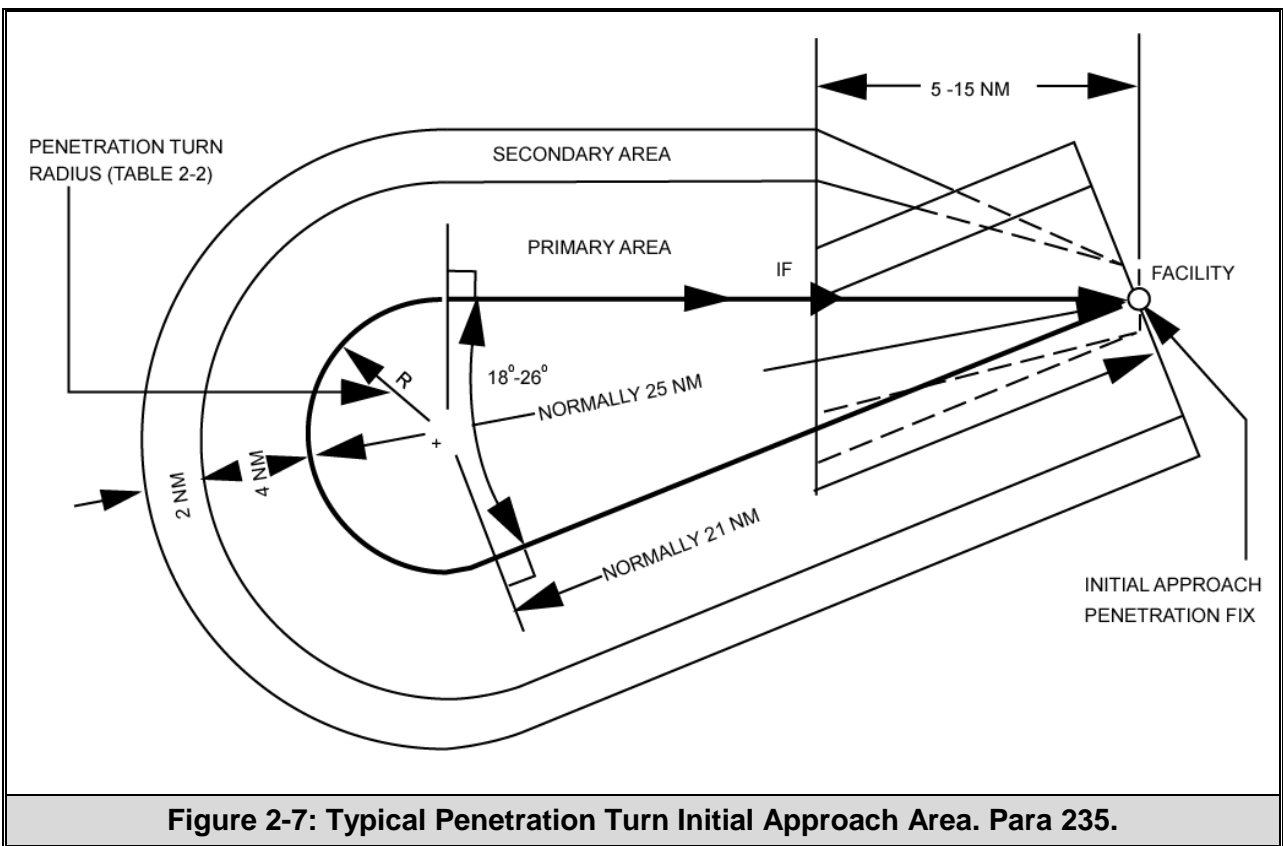 5 -15 NM
PENETRATION TURN
RADIUS (TABLE 2-2)
SECONDARY AREA
PRIMARY AREA
IF
FACILITY
R
18°-26°
NORMALLY 25 NM
+
4 NM
2 NM
NORMALLY 21 NM
INITIAL APPROACH
PENETRATION FIX
Figure 2-7: Typical Penetration Turn Initial Approach Area. Para 235.